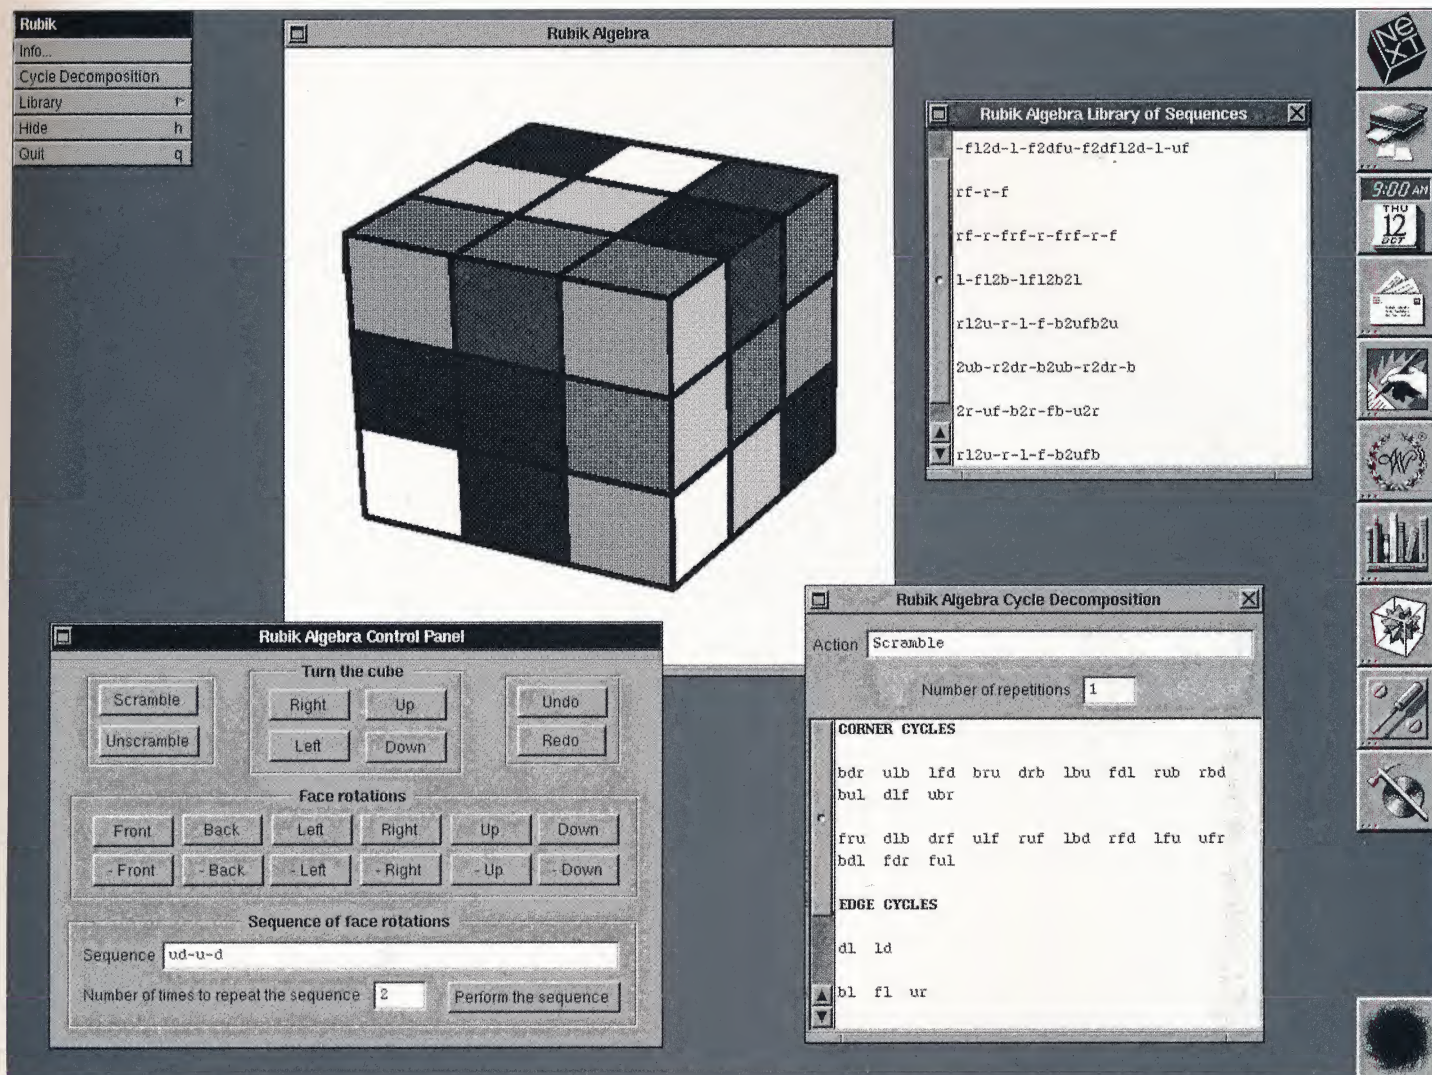 Rubik
Info...
Cycle Decomposition
Library
Hide h
Quit q
Rubik Algebra
Rubik Algebra Library of Sequences
-fl2d-l-f2dfu-f2dfl2d-l-uf
rf-r-f
rf-r-frf-r-frf-r-f
l-fl2b-lfl2b2l
rl2u-r-l-f-b2ufb2u
2ub-r2dr-b2ub-r2dr-b
2r-uf-b2r-fb-u2r
rl2u-r-l-f-b2ufb
NeXT
9:00 AM
THU
12
OCT
Rubik Algebra Control Panel
Scramble
Unscramble
Turn the cube
Right Up
Left Down
Undo
Redo
Face rotations
Front Back Left Right Up Down
- Front - Back - Left - Right - Up - Down
Sequence of face rotations
Sequence ud-u-d
Number of times to repeat the sequence 2 Perform the sequence
Rubik Algebra Cycle Decomposition
Action Scramble
Number of repetitions 1
CORNER CYCLES
bdr ulb lfd bru drb lbu fdl rub rbd
bul dlf ubr
fru dlb drf ulf ruf lbd rfd lfu ufr
bdl fdr ful
EDGE CYCLES
dl ld
bl fl ur